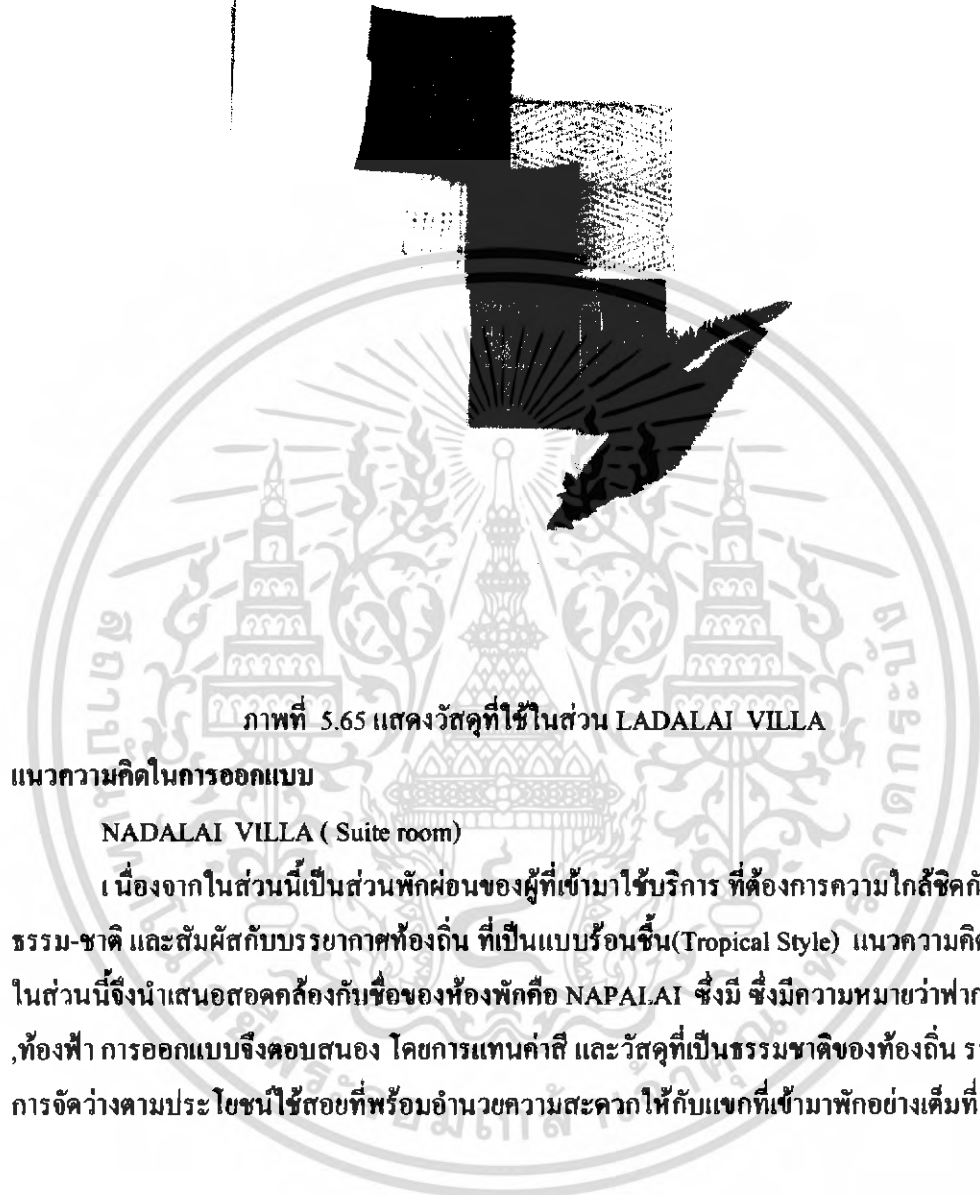 ภาพที่ 5.65 แสดงวัสดุที่ใช้ในส่วน LADALAI VILLA
แนวความคิดในการออกแบบ
NADALAI VILLA ( Suite room)
เนื่องจากในส่วนนี้เป็นส่วนพักผ่อนของผู้ที่เข้ามาใช้บริการ ที่ต้องการความใกล้ชิดกั
ธรรม-ชาติ และสัมผัสกับบรรยากาศท้องถิ่น ที่เป็นแบบร้อนชื้น(Tropical Style) แนวความคิด
ในส่วนนี้จึงนำเสนอสอดคล้องกับชื่อของห้องพักคือ NAPALAI ซึ่งมี ซึ่งมีความหมายว่าฟาก
,ท้องฟ้า การออกแบบจึงตอบสนอง โดยการแทนค่าสี และวัสดุที่เป็นธรรมชาติของท้องถิ่น รา
การจัดว่างตามประโยชน์ใช้สอยที่พร้อมอำนวยความสะดวกให้กับแขกที่เข้ามาพักอย่างเต็มที่